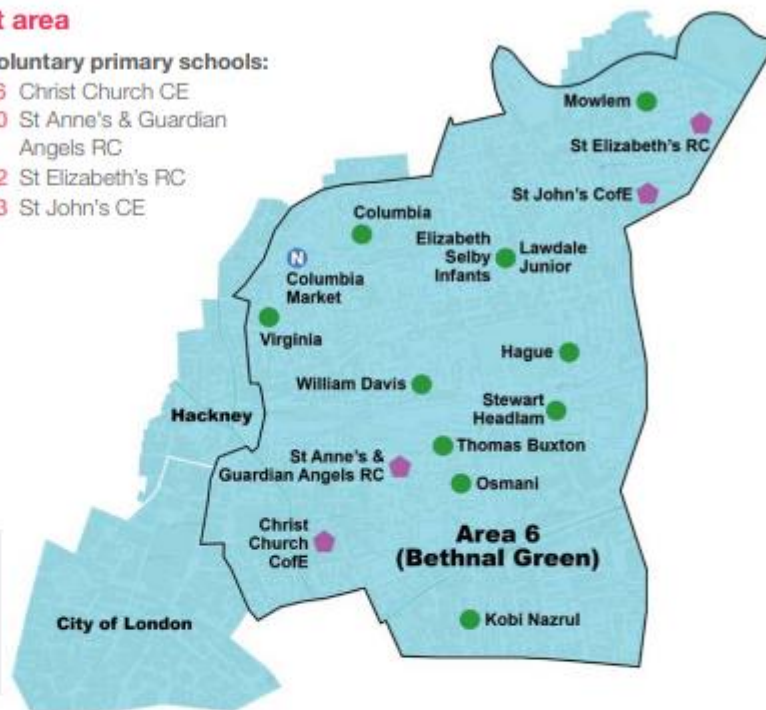 t area
oluntary primary schools:
6 Christ Church CE
0 St Anne's & Guardian
Angels RC
2 St Elizabeth's RC
3 St John's CE
Mowlem
St Elizabeth's RC
St John's CofE
Columbia
Elizabeth
Selby
Infants
Lawdale
Junior
N
Columbia
Market
Virginia
Hague
William Davis
Stewart
Headlam
Hackney
Thomas Buxton
St Anne's &
Guardian Angels RC
Osmani
Christ
Church
CofE
Area 6
(Bethnal Green)
Kobi Nazrul
City of London